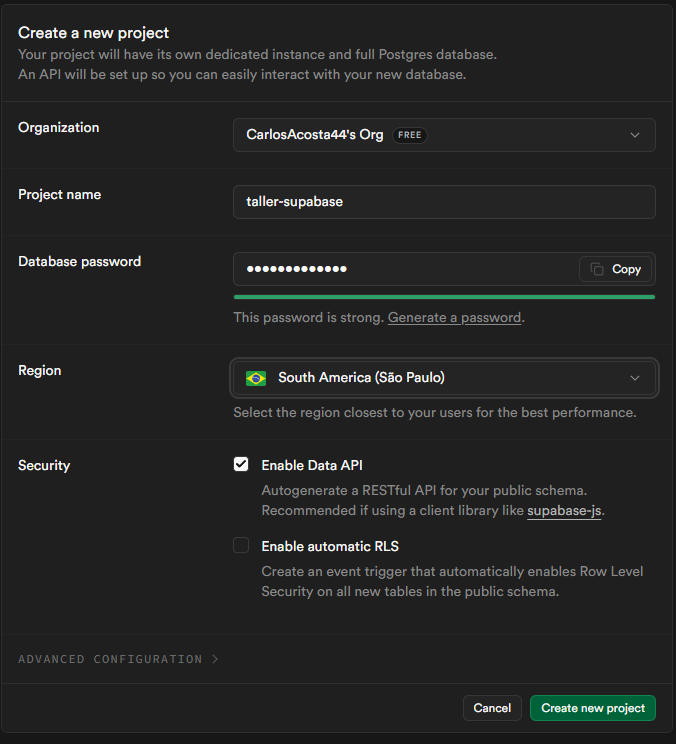 Create a new project
Your project will have its own dedicated instance and full Postgres database.
An API will be set up so you can easily interact with your new database.
Organization
CarlosAcosta44's Org FREE
Project name
taller-supabase
Database password
•••••••••••••
Copy
This password is strong. Generate a password.
Region
South America (São Paulo)
Select the region closest to your users for the best performance.
Security
Enable Data API
Autogenerate a RESTful API for your public schema.
Recommended if using a client library like supabase-js.
Enable automatic RLS
Create an event trigger that automatically enables Row Level
Security on all new tables in the public schema.
ADVANCED CONFIGURATION
Cancel
Create new project